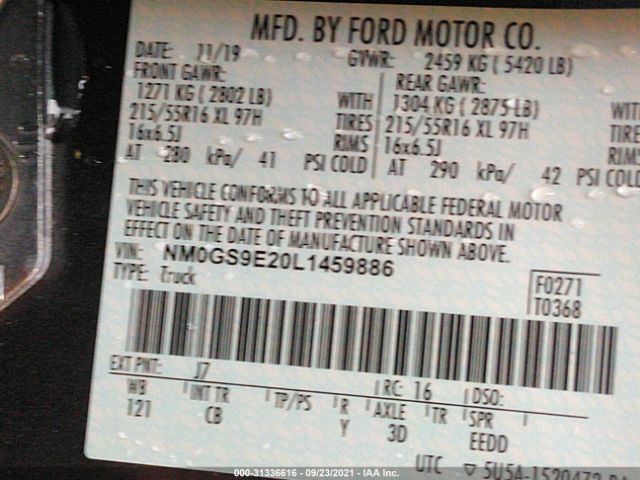 MFD. BY FORD MOTOR CO.
DATE: 11/19 GVWR: 2459 KG ( 5420 LB)
FRONT GAWR: REAR GAWR:
1271 KG ( 2802 LB) WITH 1304 KG ( 2875 LB) WITH
215/55R16 XL 97H TIRES 215/55R16 XL 97H TIRES
16x6.5J RIMS 16x6.5J RIMS
AT 280 kPa/ 41 PSI COLD AT 290 kPa/ 42 PSI COLD
THIS VEHICLE CONFORMS TO ALL APPLICABLE FEDERAL MOTOR
VEHICLE SAFETY AND THEFT PREVENTION STANDARDS IN
EFFECT ON THE DATE OF MANUFACTURE SHOWN ABOVE.
VIN: NM0GS9E20L1459886
TYPE: Truck
F0271
T0368
EXT PNT: J7 RC: 16 DSO:
WB INT TR TP/PS R AXLE TR SPR
121 CB Y 3D EEDD
UTC
000-31336616 - 09/23/2021 - IAA Inc.